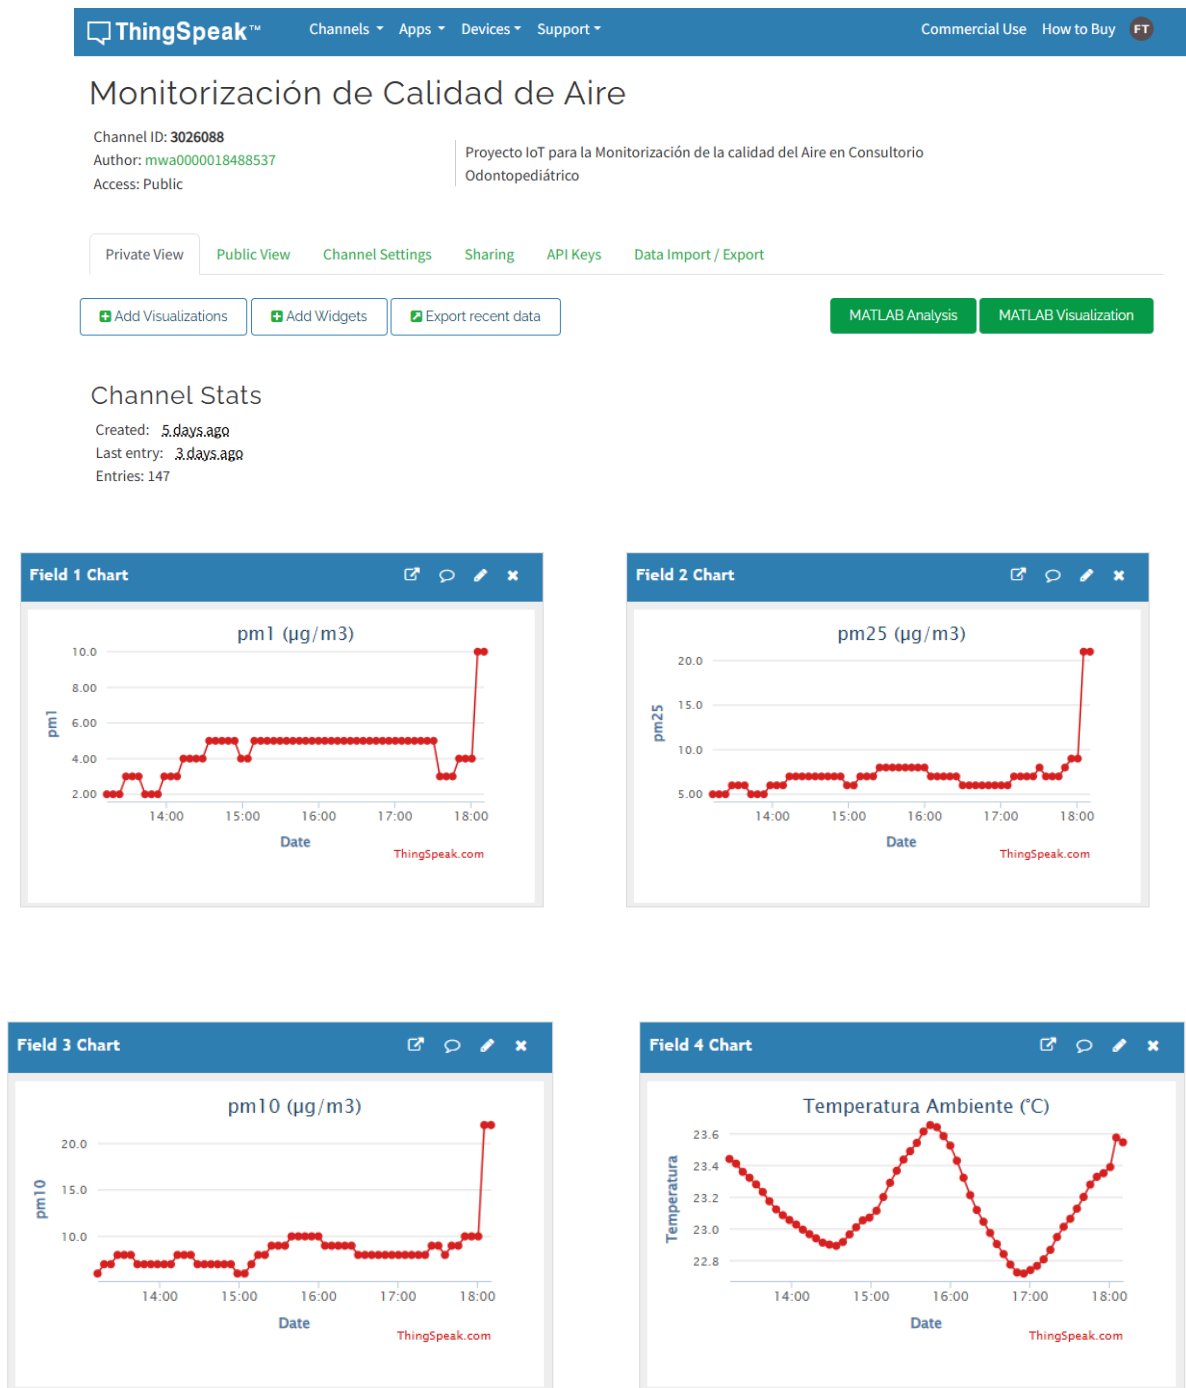 ThingSpeak™ Channels Apps Devices Support Commercial Use How to Buy FT
Monitorización de Calidad de Aire
Channel ID: 3026088
Author: mwa0000018488537
Access: Public
Proyecto IoT para la Monitorización de la calidad del Aire en Consultorio
Odontopediátrico
Private View Public View Channel Settings Sharing API Keys Data Import / Export
Add Visualizations Add Widgets Export recent data MATLAB Analysis MATLAB Visualization
Channel Stats
Created: 5 days ago
Last entry: 3 days ago
Entries: 147
Field 1 Chart
pm1 (µg/m3)
pm1
10.0
8.00
6.00
4.00
2.00
14:00 15:00 16:00 17:00 18:00
Date
ThingSpeak.com
Field 2 Chart
pm25 (µg/m3)
pm25
20.0
15.0
10.0
5.00
14:00 15:00 16:00 17:00 18:00
Date
ThingSpeak.com
Field 3 Chart
pm10 (µg/m3)
pm10
20.0
15.0
10.0
14:00 15:00 16:00 17:00 18:00
Date
ThingSpeak.com
Field 4 Chart
Temperatura Ambiente (°C)
Temperatura
23.6
23.4
23.2
23.0
22.8
14:00 15:00 16:00 17:00 18:00
Date
ThingSpeak.com